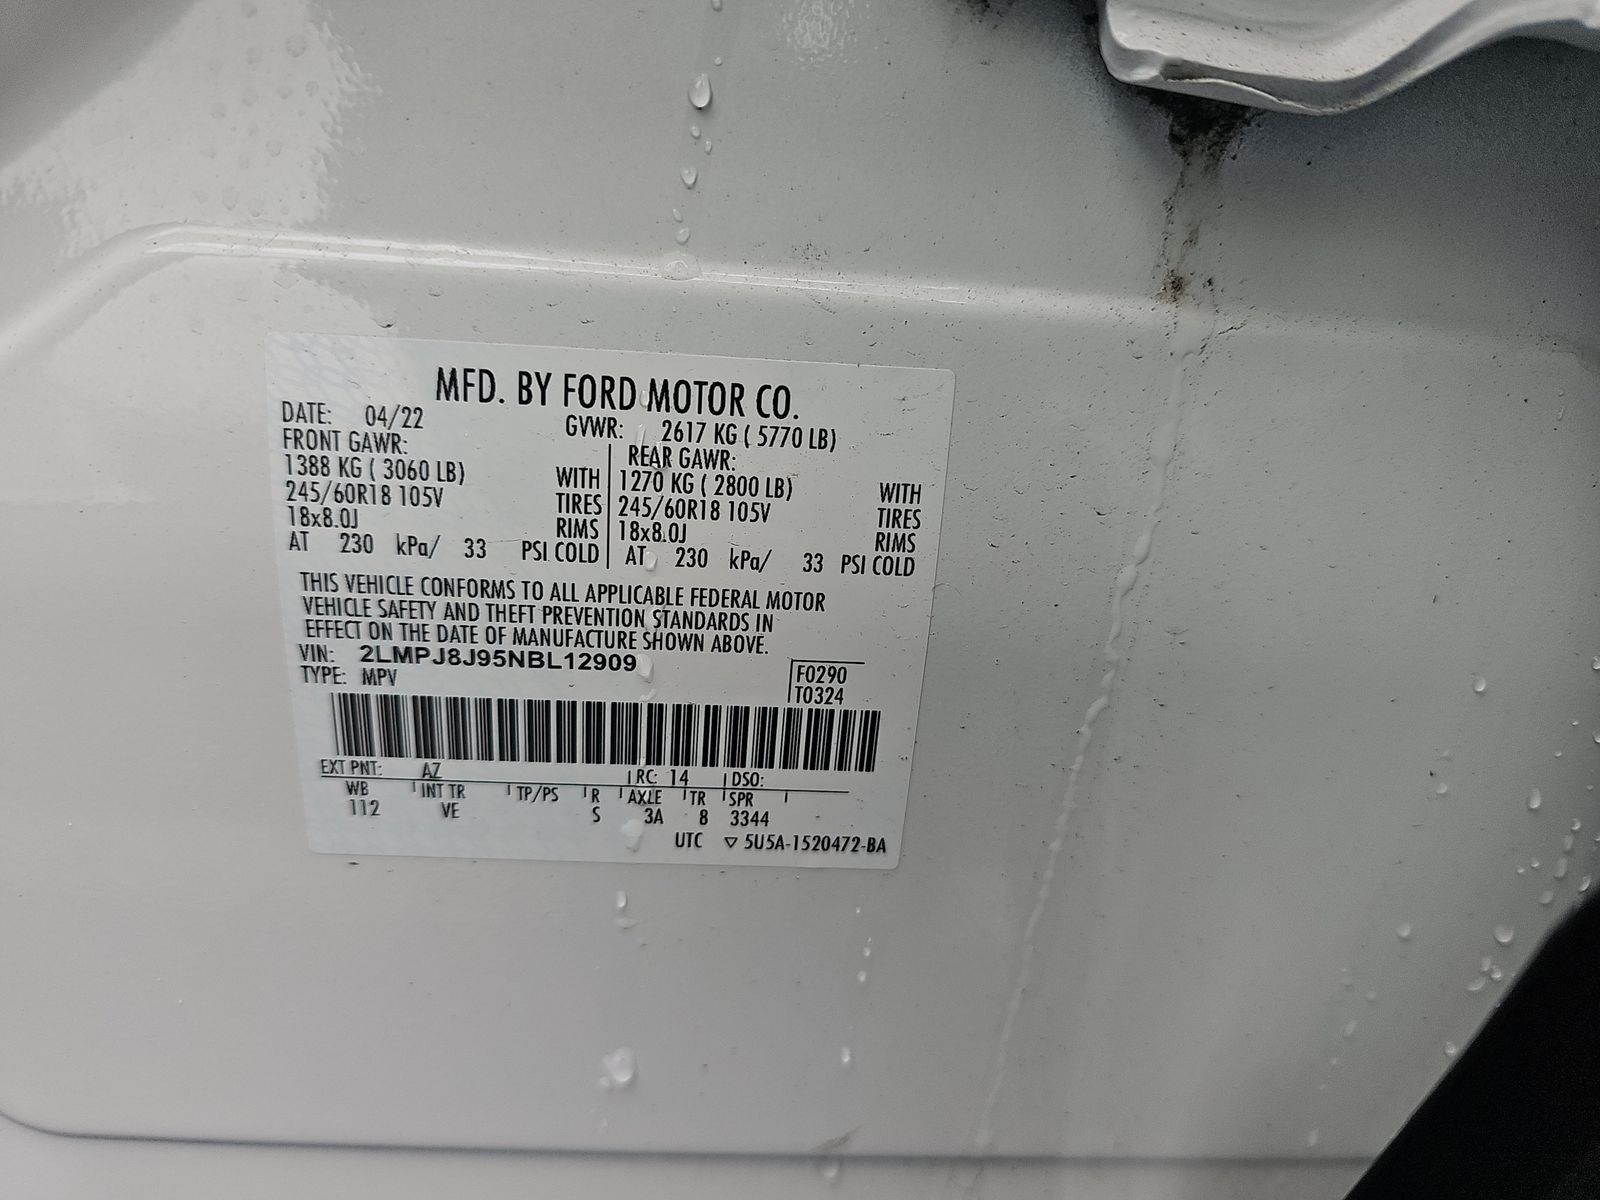 MFD. BY FORD MOTOR CO.
DATE: 04/22 GVWR: 2617 KG ( 5770 LB)
FRONT GAWR: REAR GAWR:
1388 KG ( 3060 LB) WITH 1270 KG ( 2800 LB) WITH
245/60R18 105V TIRES 245/60R18 105V TIRES
18x8.0J RIMS 18x8.0J RIMS
AT 230 kPa/ 33 PSI COLD AT 230 kPa/ 33 PSI COLD
THIS VEHICLE CONFORMS TO ALL APPLICABLE FEDERAL MOTOR
VEHICLE SAFETY AND THEFT PREVENTION STANDARDS IN
EFFECT ON THE DATE OF MANUFACTURE SHOWN ABOVE.
VIN: 2LMPJ8J95NBL12909
TYPE: MPV
F0290
T0324
EXT PNT: AZ RC: 14 DSO:
WB INT TR TP/PS R AXLE TR SPR
112 VE S 3A 8 3344
UTC ▽ 5U5A-1520472-BA